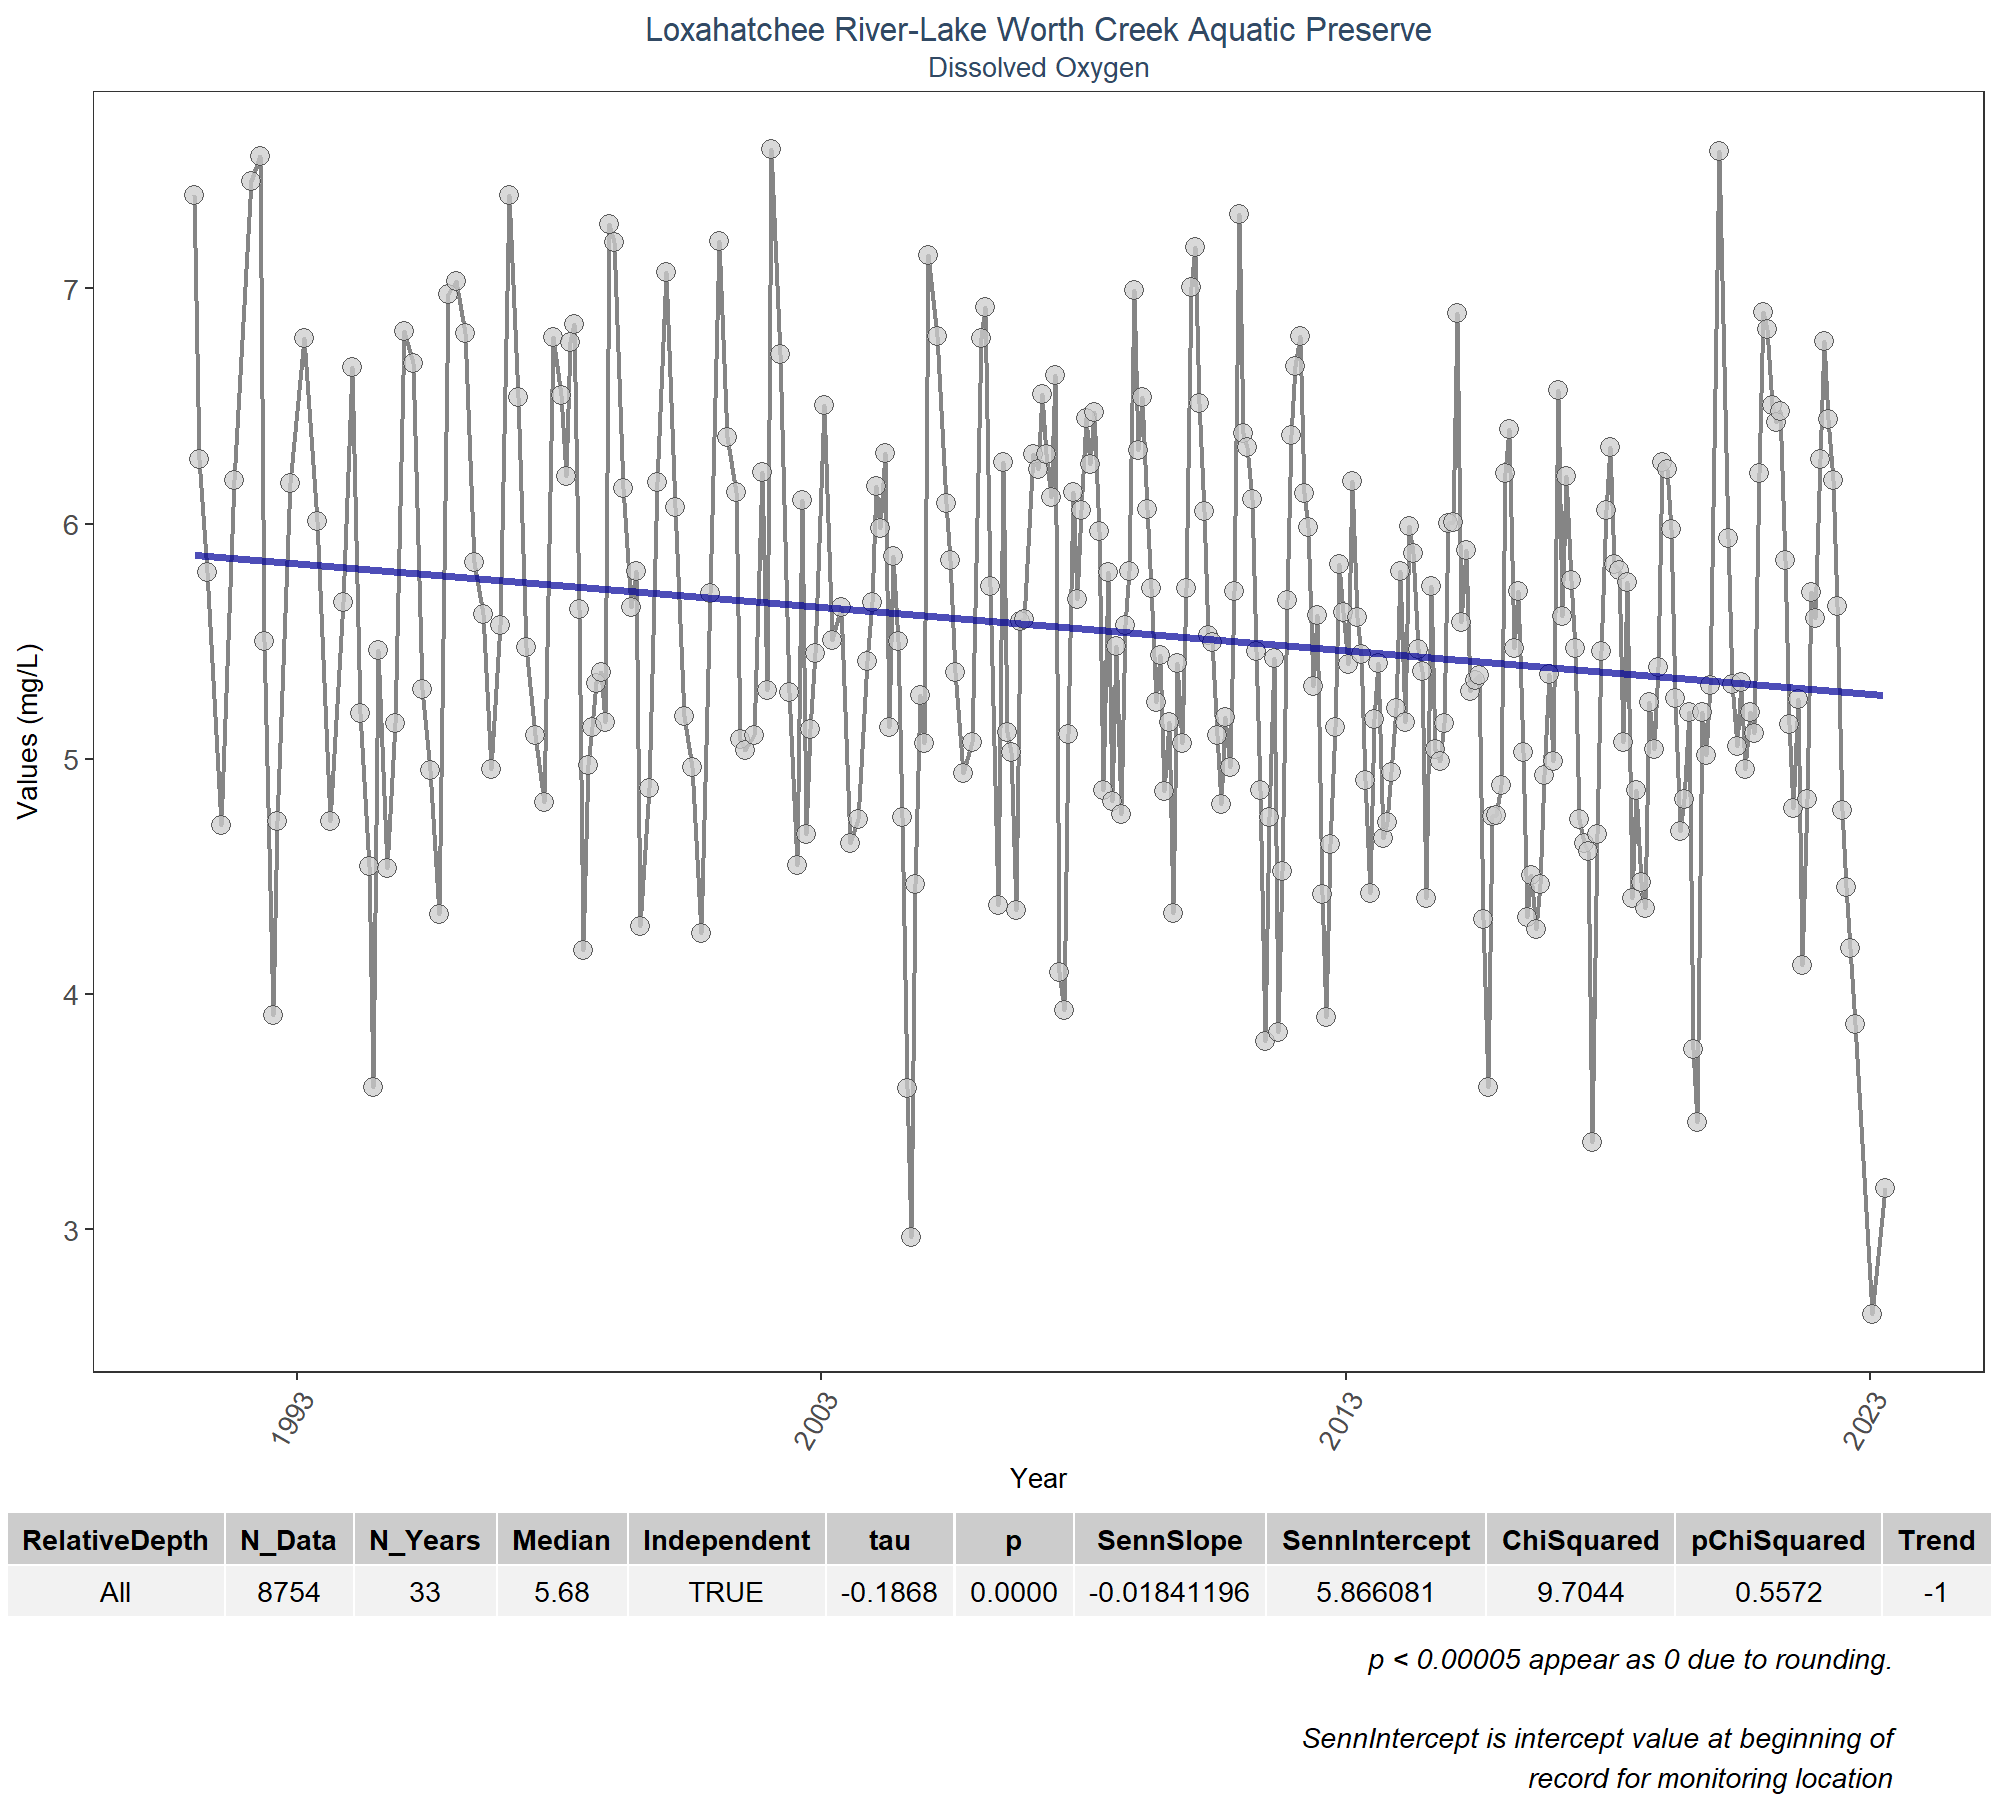 Loxahatchee River-Lake Worth Creek Aquatic Preserve
Dissolved Oxygen
Values (mg/L)
7
6
5
4
3
1993
2003
2013
2023
Year
RelativeDepth N_Data N_Years Median Independent tau p SennSlope SennIntercept ChiSquared pChiSquared Trend
All 8754 33 5.68 TRUE -0.1868 0.0000 -0.01841196 5.866081 9.7044 0.5572 -1
p < 0.00005 appear as 0 due to rounding.
SennIntercept is intercept value at beginning of
record for monitoring location